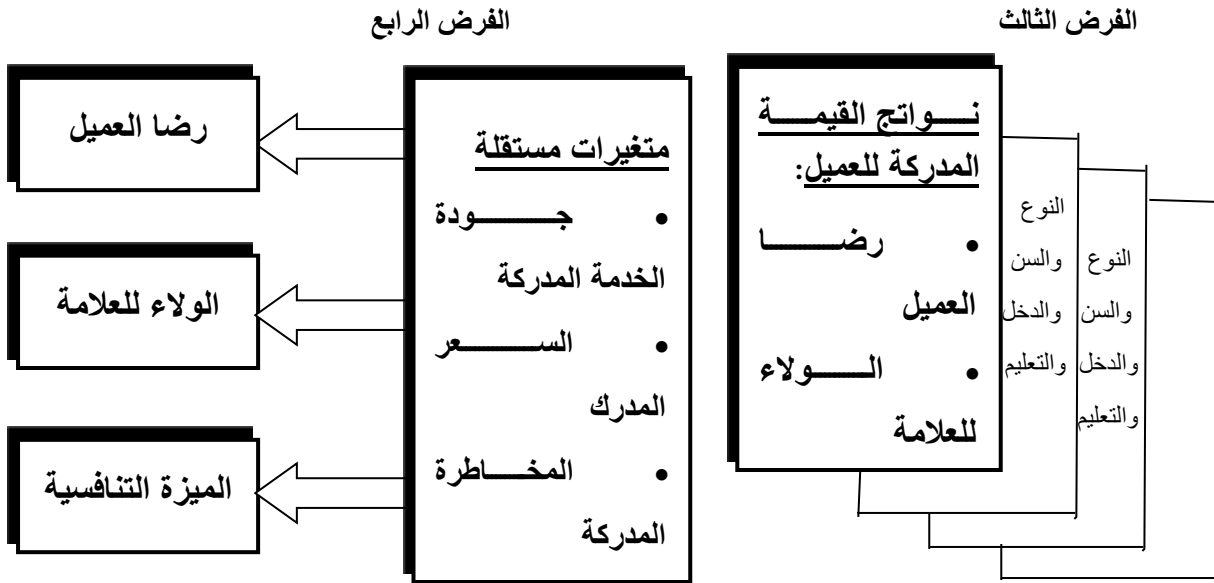 الفرض الثالث
نواتج القيمة
المدركة للعميل:
• رضا
العميل
• الولاء
للعلامة
النوع
والسن
والدخل
والتعليم
النوع
والسن
والدخل
والتعليم
الفرض الرابع
متغيرات مستقلة
• جودة
الخدمة المدركة
• السعر
المدرك
• المخاطرة
المدركة
رضا العميل
الولاء للعلامة
الميزة التنافسية